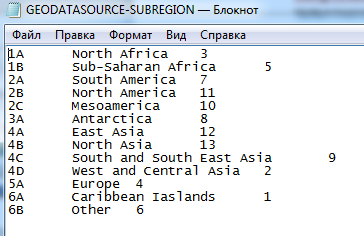 GEODATASOURCE-SUBREGION — Блокнот
Файл Правка Формат Вид Справка
1A North Africa 3
1B Sub-Saharan Africa 5
2A South America 7
2B North America 11
2C Mesoamerica 10
3A Antarctica 8
4A East Asia 12
4B North Asia 13
4C South and South East Asia 9
4D West and Central Asia 2
5A Europe 4
6A Caribbean Iaslands 1
6B Other 6